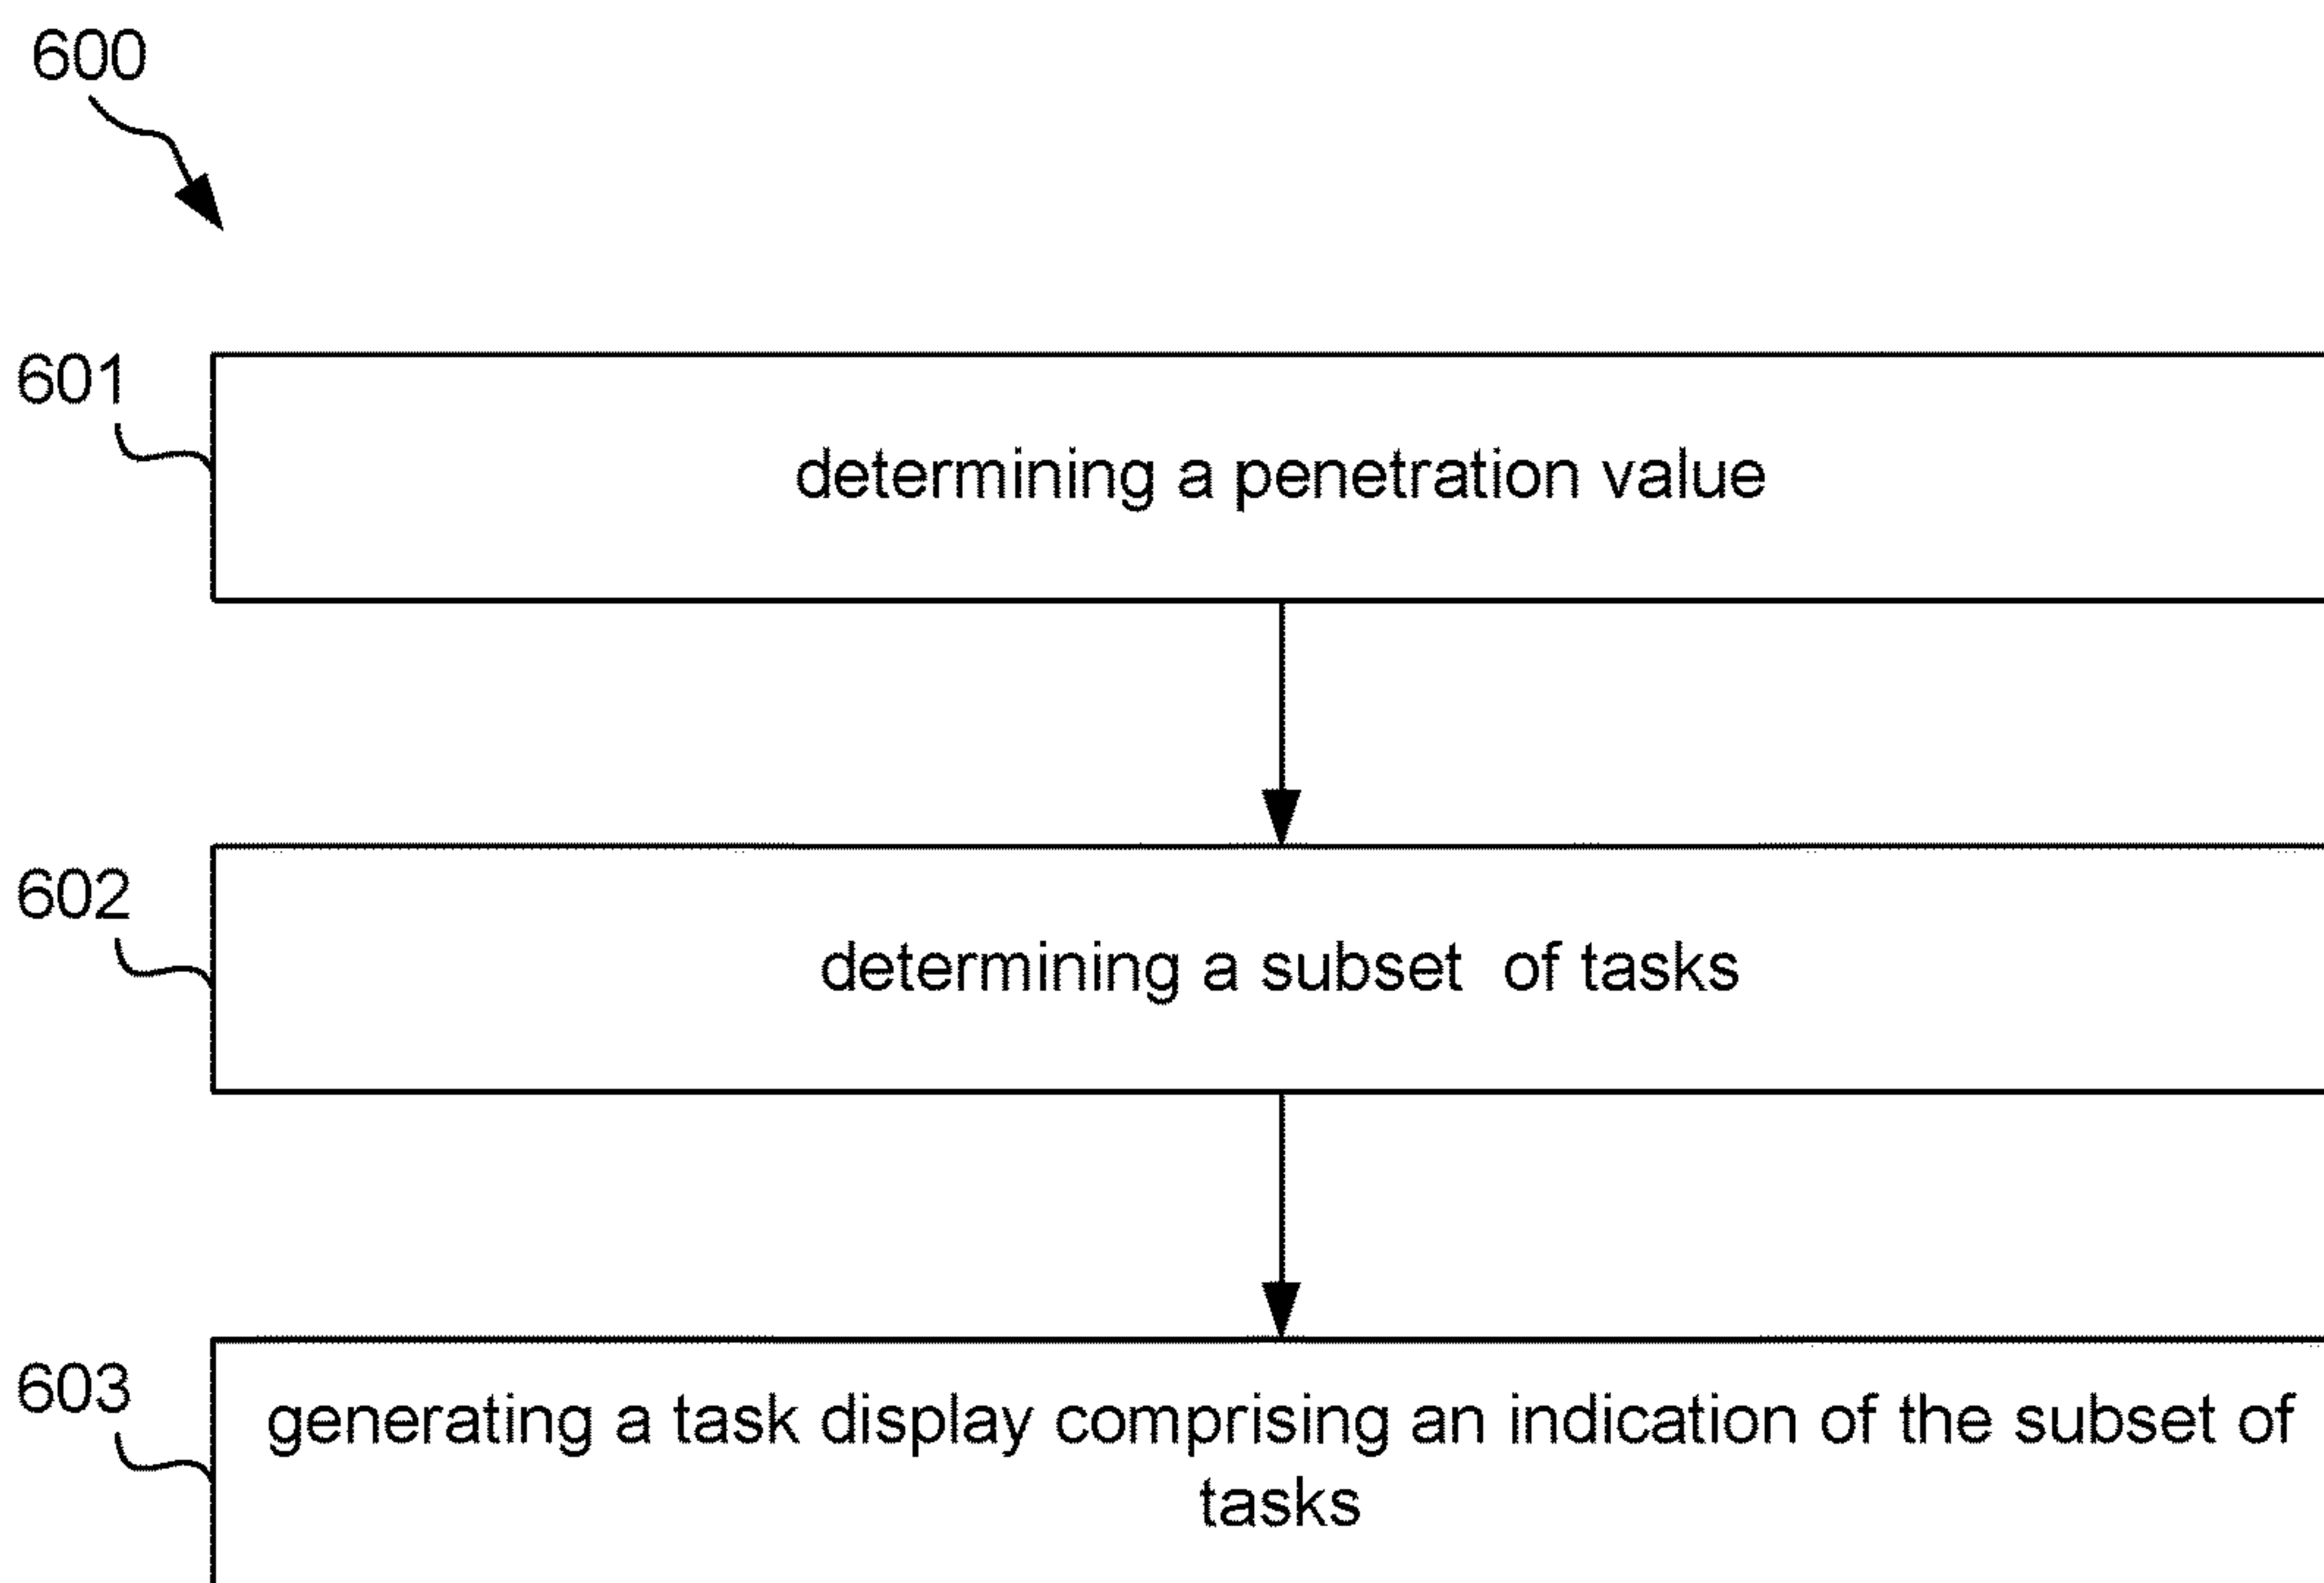 600
601
determining a penetration value
602
determining a subset of tasks
603
generating a task display comprising an indication of the subset of
tasks